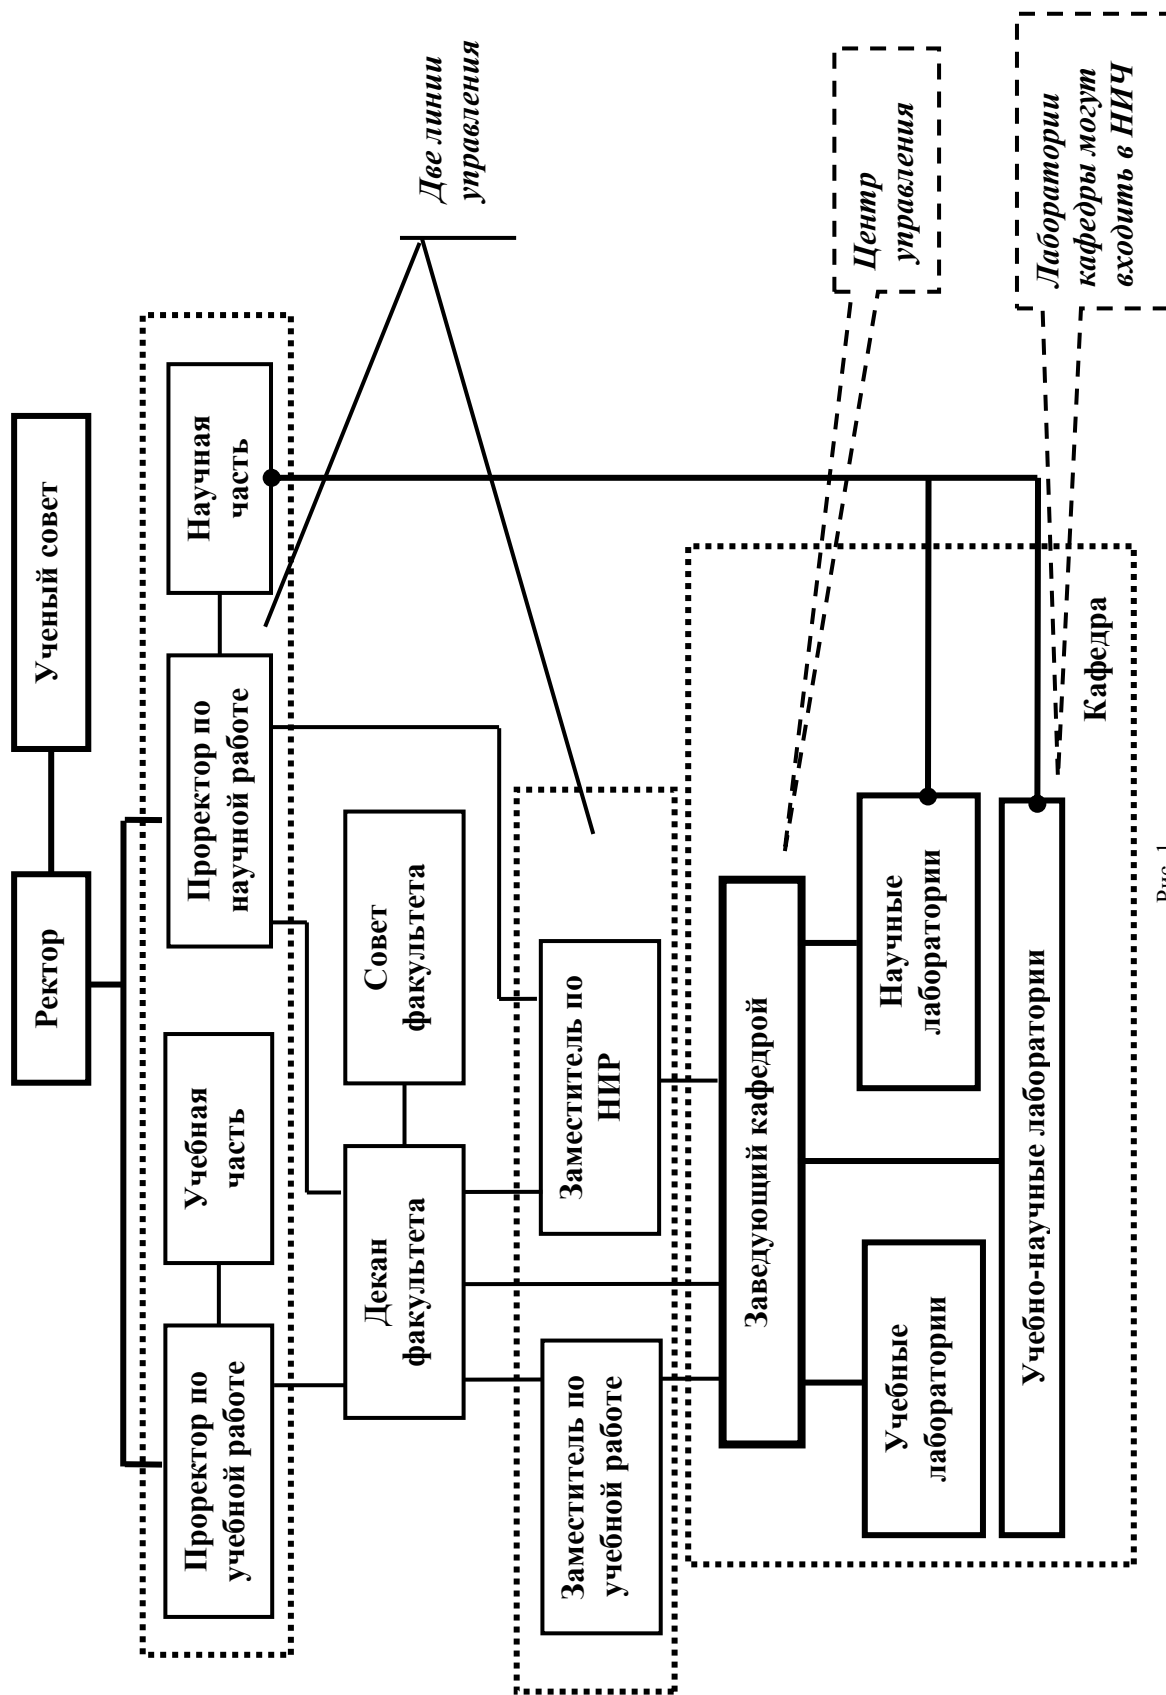 Ректор
Ученый совет
Проректор по
учебной работе
Учебная
часть
Проректор по
научной работе
Научная
часть
Две линии
управления
Декан
факультета
Совет
факультета
Заместитель по
учебной работе
Заместитель по
НИР
Заведующий кафедрой
Центр
управления
Учебные
лаборатории
Научные
лаборатории
Учебно-научные лаборатории
Кафедра
Лаборатории
кафедры могут
входить в НИЧ
Рис. 1